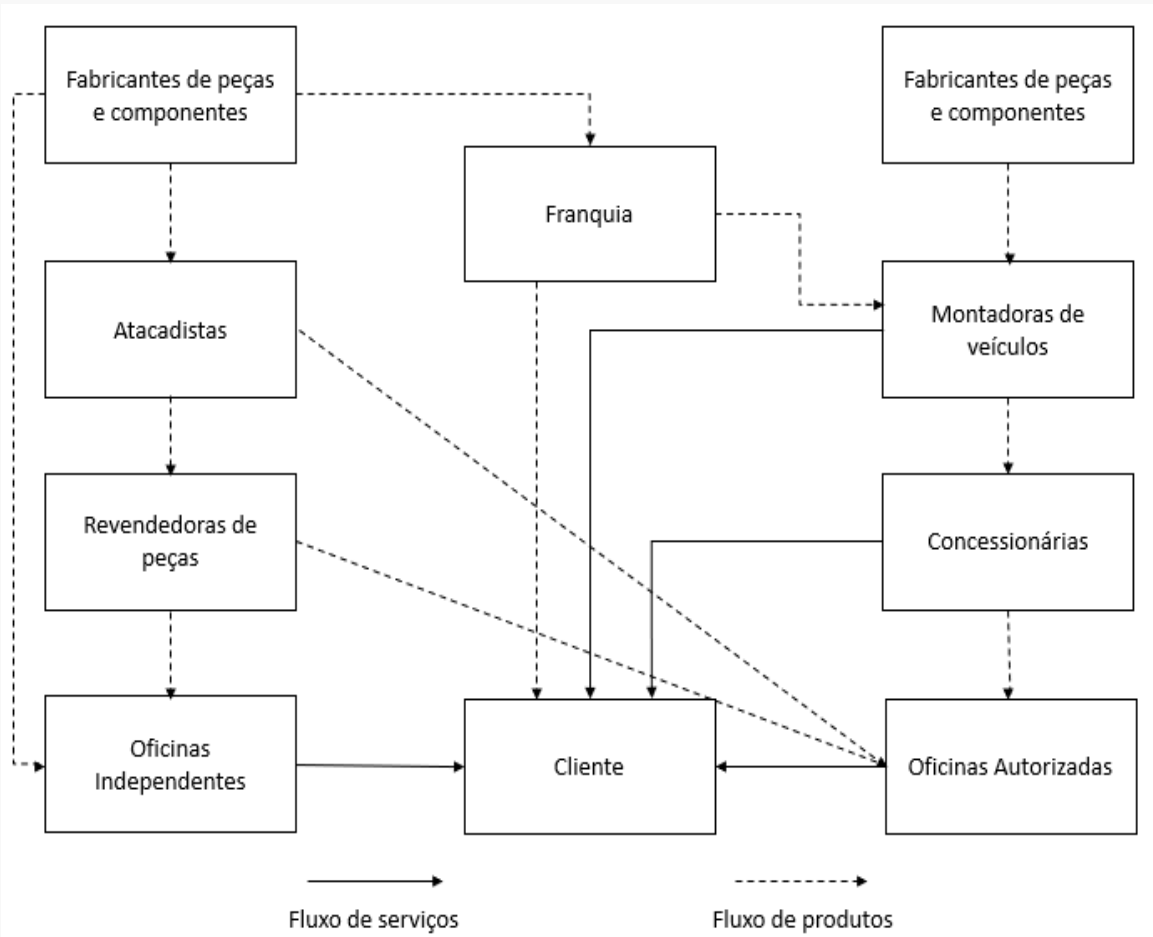 Fabricantes de peças
e componentes
Fabricantes de peças
e componentes
Franquia
Atacadistas
Montadoras de
veículos
Revendedoras de
peças
Concessionárias
Oficinas
Independentes
Cliente
Oficinas Autorizadas
Fluxo de serviços
Fluxo de produtos